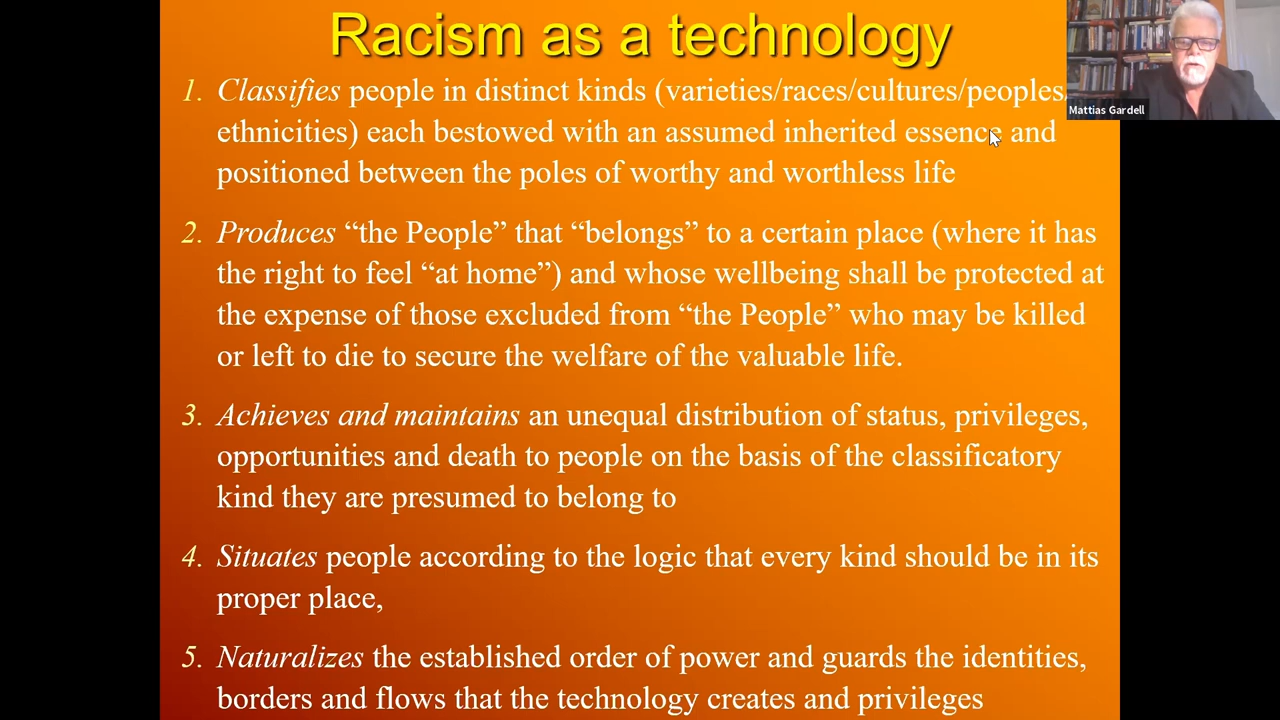 Racism as a technology
1. Classifies people in distinct kinds (varieties/races/cultures/peoples
ethnicities) each bestowed with an assumed inherited essence and
positioned between the poles of worthy and worthless life
2. Produces “the People” that “belongs” to a certain place (where it has
the right to feel “at home”) and whose wellbeing shall be protected at
the expense of those excluded from “the People” who may be killed
or left to die to secure the welfare of the valuable life.
3. Achieves and maintains an unequal distribution of status, privileges,
opportunities and death to people on the basis of the classificatory
kind they are presumed to belong to
4. Situates people according to the logic that every kind should be in its
proper place,
5. Naturalizes the established order of power and guards the identities,
borders and flows that the technology creates and privileges
Mattias Gardell